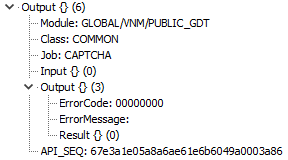 Output {} (6)
Module: GLOBAL/VNM/PUBLIC_GDT
Class: COMMON
Job: CAPTCHA
Input {} (0)
Output {} (3)
ErrorCode: 00000000
ErrorMessage:
Result {} (0)
API_SEQ: 67e3a1e05a8a6ae61e6b6049a0003a86